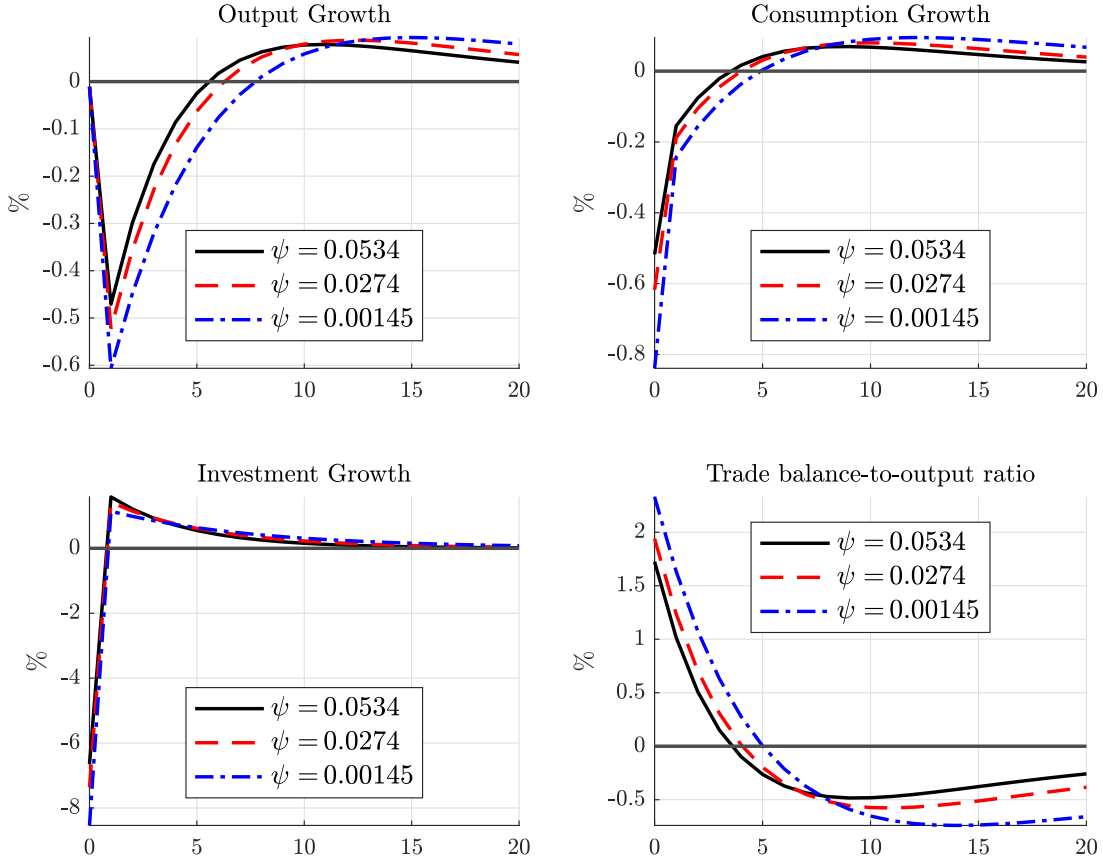 Output Growth
%
0
-0.1
-0.2
-0.3
-0.4
-0.5
-0.6
0 5 10 15 20
ψ = 0.0534
ψ = 0.0274
ψ = 0.00145
Consumption Growth
%
0
-0.2
-0.4
-0.6
-0.8
0 5 10 15 20
ψ = 0.0534
ψ = 0.0274
ψ = 0.00145
Investment Growth
%
0
-2
-4
-6
-8
0 5 10 15 20
ψ = 0.0534
ψ = 0.0274
ψ = 0.00145
Trade balance-to-output ratio
%
2
1.5
1
0.5
0
-0.5
0 5 10 15 20
ψ = 0.0534
ψ = 0.0274
ψ = 0.00145